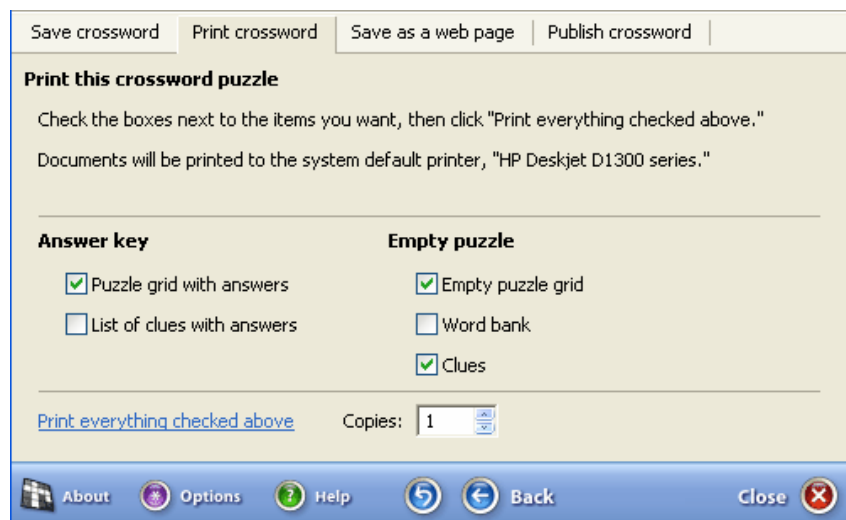 Save crossword Print crossword Save as a web page Publish crossword
Print this crossword puzzle
Check the boxes next to the items you want, then click "Print everything checked above."
Documents will be printed to the system default printer, "HP Deskjet D1300 series."
Answer key Empty puzzle
Puzzle grid with answers Empty puzzle grid
List of clues with answers Word bank
Clues
Print everything checked above Copies: 1
About Options ? Help Back Close